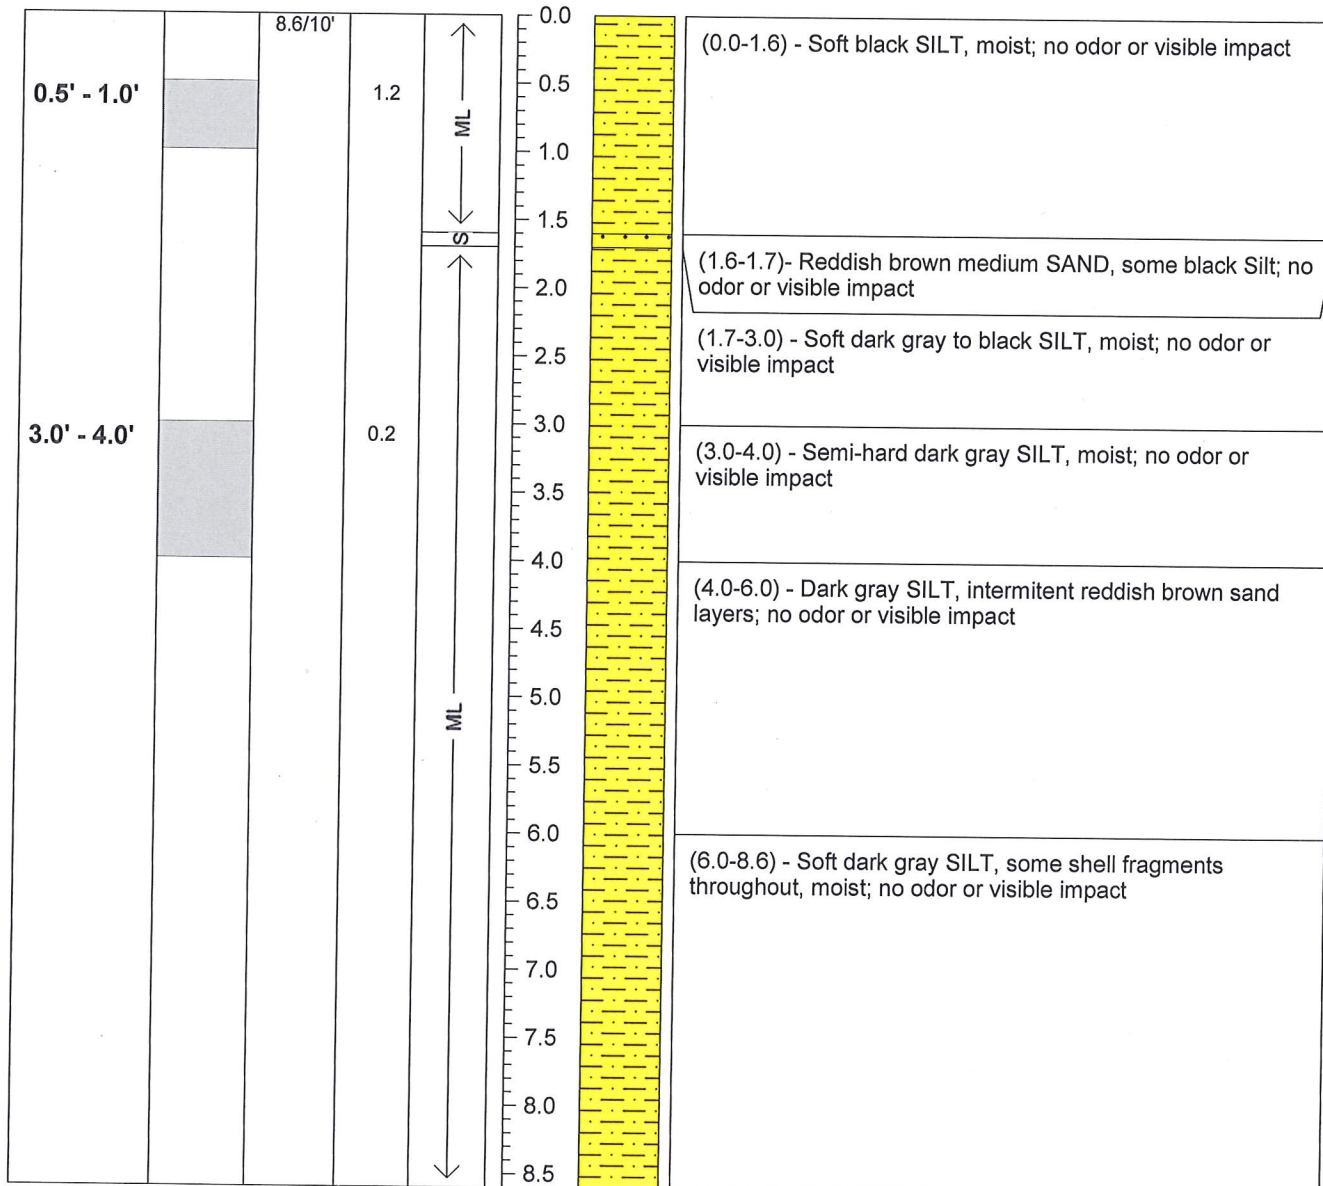 8.6/10'
0.5' - 1.0'
1.2
3.0' - 4.0'
0.2
ML
S
ML
0.0
0.5
1.0
1.5
2.0
2.5
3.0
3.5
4.0
4.5
5.0
5.5
6.0
6.5
7.0
7.5
8.0
8.5
(0.0-1.6) - Soft black SILT, moist; no odor or visible impact
(1.6-1.7)- Reddish brown medium SAND, some black Silt; no
odor or visible impact
(1.7-3.0) - Soft dark gray to black SILT, moist; no odor or
visible impact
(3.0-4.0) - Semi-hard dark gray SILT, moist; no odor or
visible impact
(4.0-6.0) - Dark gray SILT, intermitent reddish brown sand
layers; no odor or visible impact
(6.0-8.6) - Soft dark gray SILT, some shell fragments
throughout, moist; no odor or visible impact